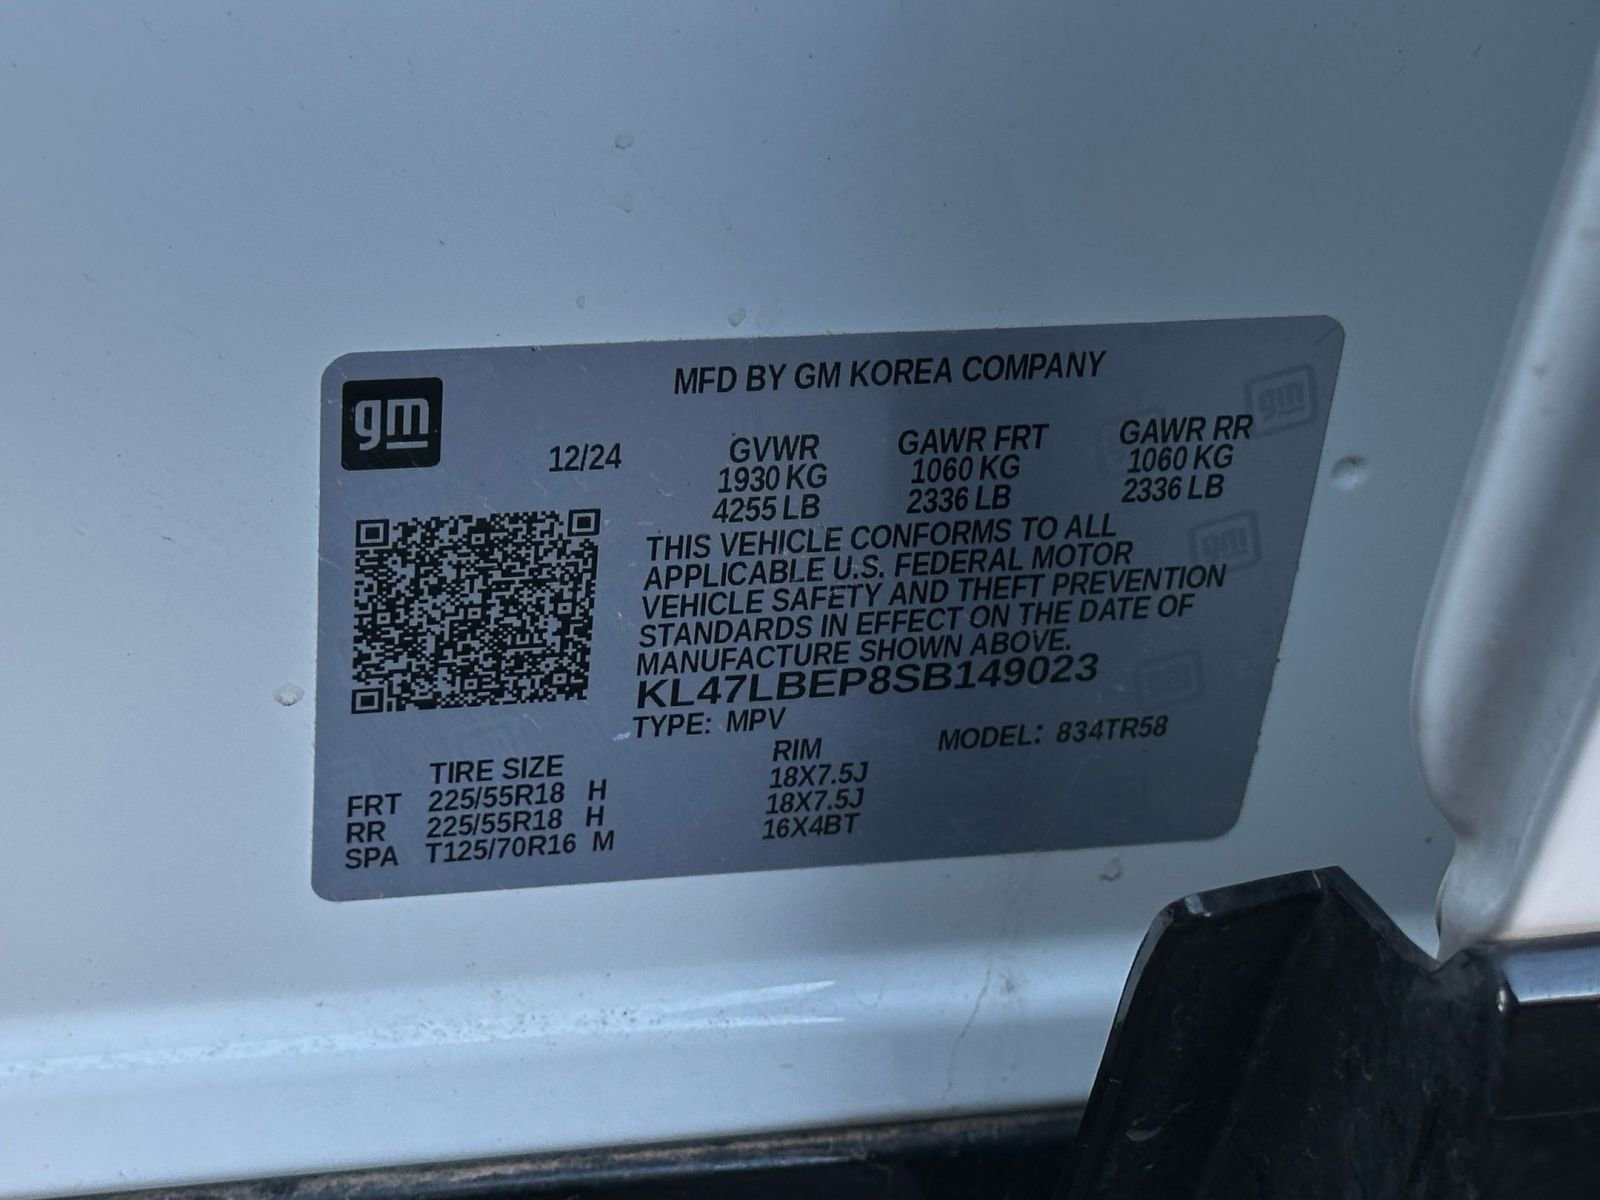 gm
MFD BY GM KOREA COMPANY
12/24
GVWR GAWR FRT GAWR RR
1930 KG 1060 KG 1060 KG
4255 LB 2336 LB 2336 LB
THIS VEHICLE CONFORMS TO ALL
APPLICABLE U.S. FEDERAL MOTOR
VEHICLE SAFETY AND THEFT PREVENTION
STANDARDS IN EFFECT ON THE DATE OF
MANUFACTURE SHOWN ABOVE.
KL47LBEP8SB149023
TYPE: MPV MODEL: 834TR58
TIRE SIZE RIM
FRT 225/55R18 H 18X7.5J
RR 225/55R18 H 18X7.5J
SPA T125/70R16 M 16X4BT
gm
gm
gm